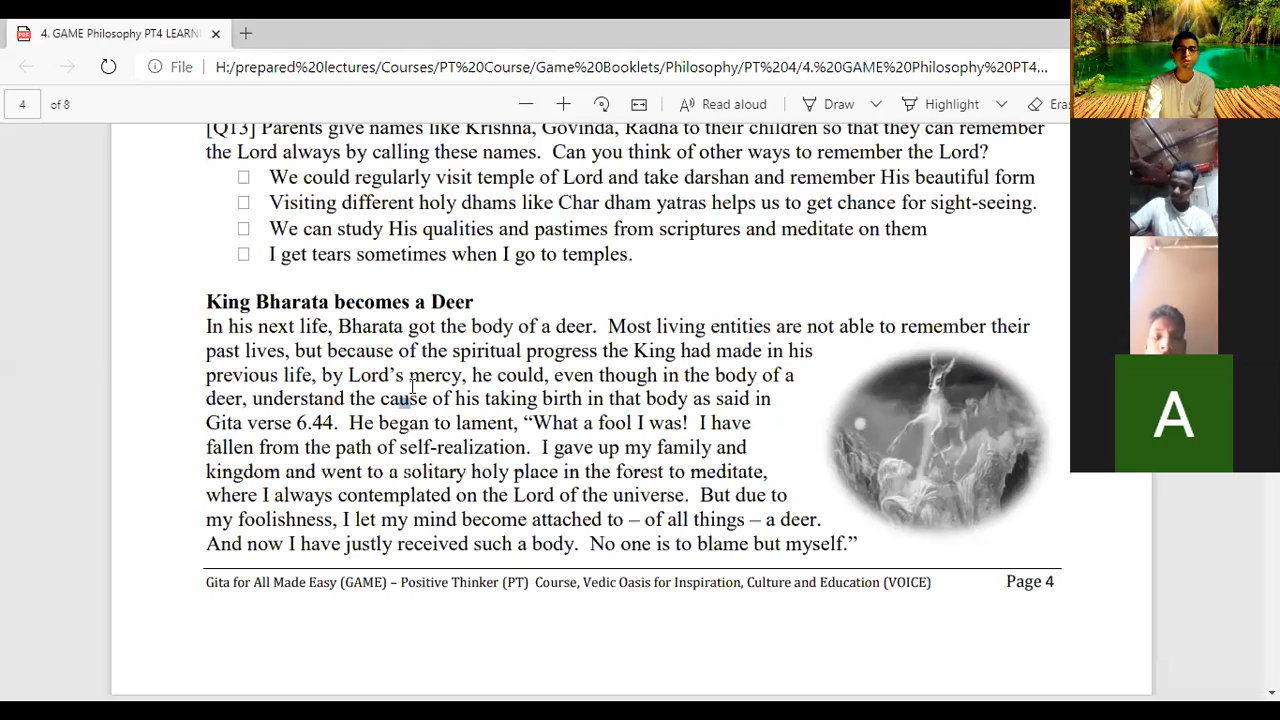 4. GAME Philosophy PT4 LEARNI
File
H:/prepared%20lectures/Courses/PT%20Course/Game%20Booklets/Philosophy/PT%204/4.%20GAME%20Philosophy%20PT4...
4 of 8
Read aloud
Draw
Highlight
Eras
[Q13] Parents give names like Krishna, Govinda, Radha to their children so that they can remember
the Lord always by calling these names. Can you think of other ways to remember the Lord?
We could regularly visit temple of Lord and take darshan and remember His beautiful form
Visiting different holy dhams like Char dham yatras helps us to get chance for sight-seeing.
We can study His qualities and pastimes from scriptures and meditate on them
I get tears sometimes when I go to temples.
King Bharata becomes a Deer
In his next life, Bharata got the body of a deer. Most living entities are not able to remember their
past lives, but because of the spiritual progress the King had made in his
previous life, by Lord’s mercy, he could, even though in the body of a
deer, understand the cause of his taking birth in that body as said in
Gita verse 6.44. He began to lament, “What a fool I was! I have
fallen from the path of self-realization. I gave up my family and
kingdom and went to a solitary holy place in the forest to meditate,
where I always contemplated on the Lord of the universe. But due to
my foolishness, I let my mind become attached to – of all things – a deer.
And now I have justly received such a body. No one is to blame but myself.”
Gita for All Made Easy (GAME) – Positive Thinker (PT) Course, Vedic Oasis for Inspiration, Culture and Education (VOICE)
Page 4
A